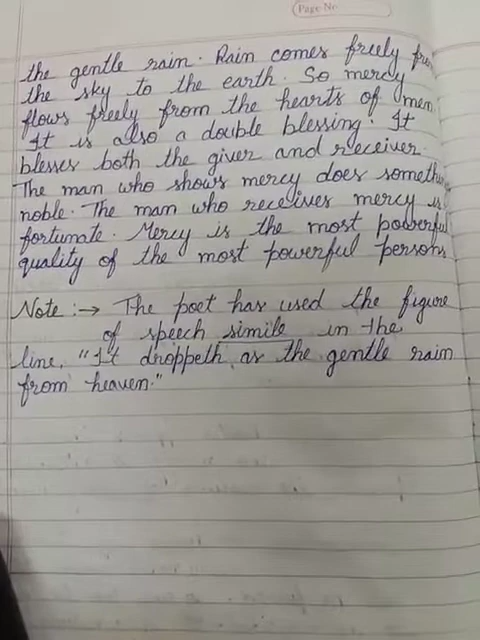 Page No.
the gentle rain. Rain comes freely from
the sky to the earth. So mercy
flows freely from the hearts of men.
It is also a double blessing. It
blesses both the giver and receiver.
The man who shows mercy does somethin
noble. The man who receives mercy is
fortunate. Mercy is the most powerful
quality of the most powerful persons.
Note :→ The poet has used the figure
of speech simile in the
line, "It droppeth as the gentle rain
from heaven."